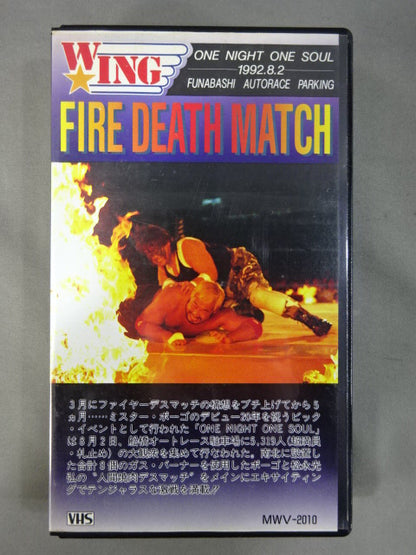 WING
ONE NIGHT ONE SOUL
1992.8.2
FUNABASHI AUTORACE PARKING
FIRE DEATH MATCH
3月にファイヤーデスマッチの構想をブチ上げてから5
ヵ月……ミスター・ポーゴのデビュー20年を祝うビッグ
・イベントとして行われた「ONE NIGHT ONE SOUL」
は8月2日、船橋オートレース駐車場に5,319人(超満員
・札止め)の大観衆を集めて行なわれた。南北に設置し
た合計8個のガス・バーナーを使用したポーゴと松永光
弘の“人間焼肉デスマッチ”をメインにエキサイティン
グでデンジャラスな激戦を満載!!
VHS
MWV-2010